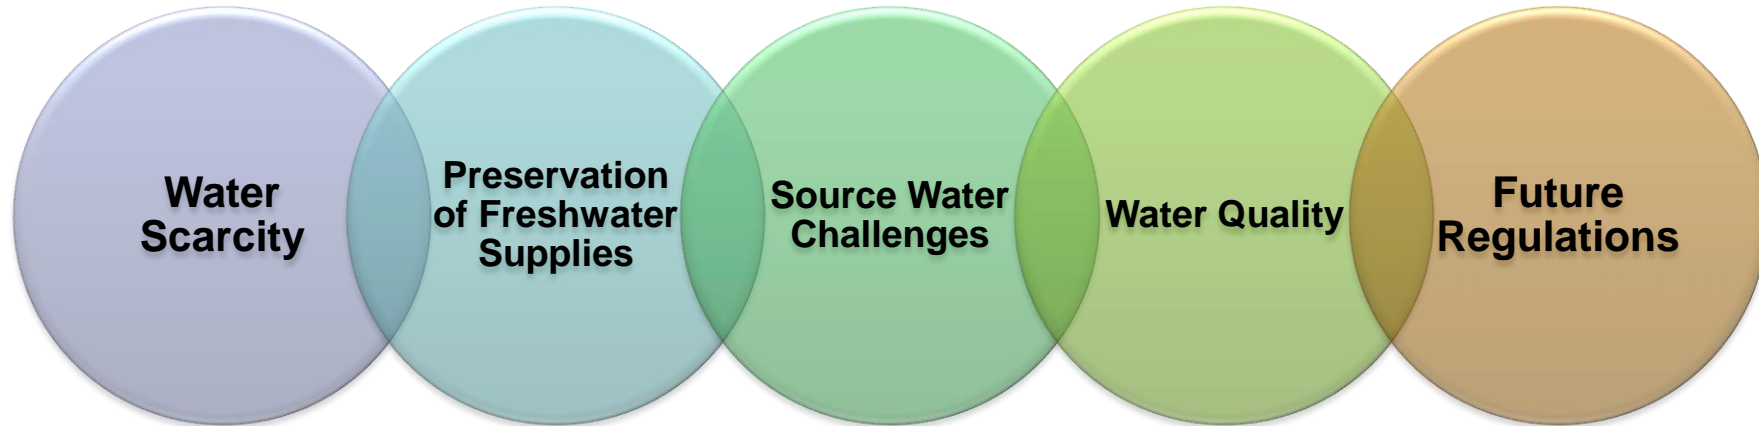 Water
Scarcity
Preservation
of Freshwater
Supplies
Source Water
Challenges
Water Quality
Future
Regulations